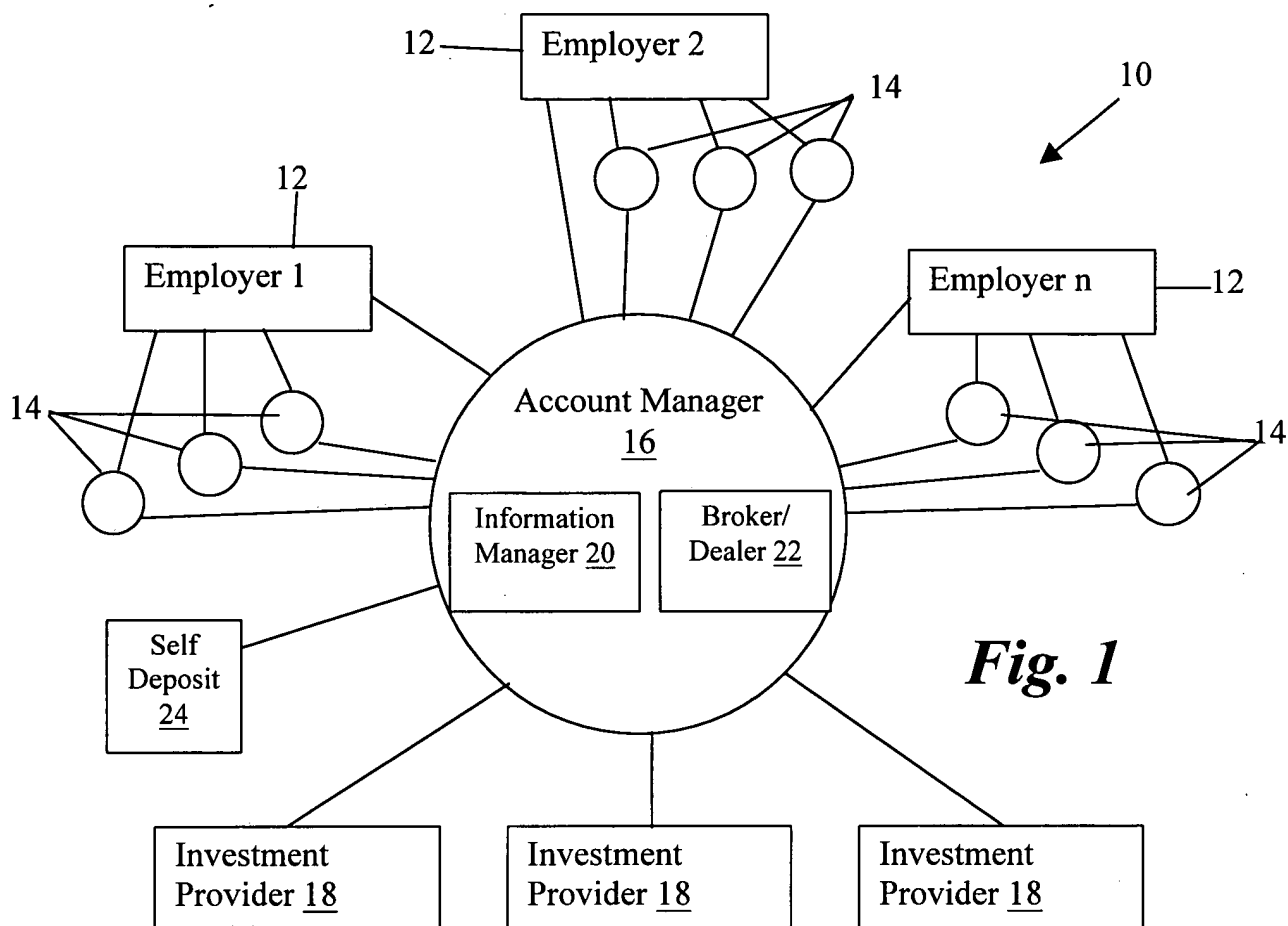 12
Employer 2
14
10
12
Employer 1
Employer n
12
14
Account Manager
16
14
Information
Manager 20
Broker/
Dealer 22
Self
Deposit
24
Fig. 1
Investment
Provider 18
Investment
Provider 18
Investment
Provider 18